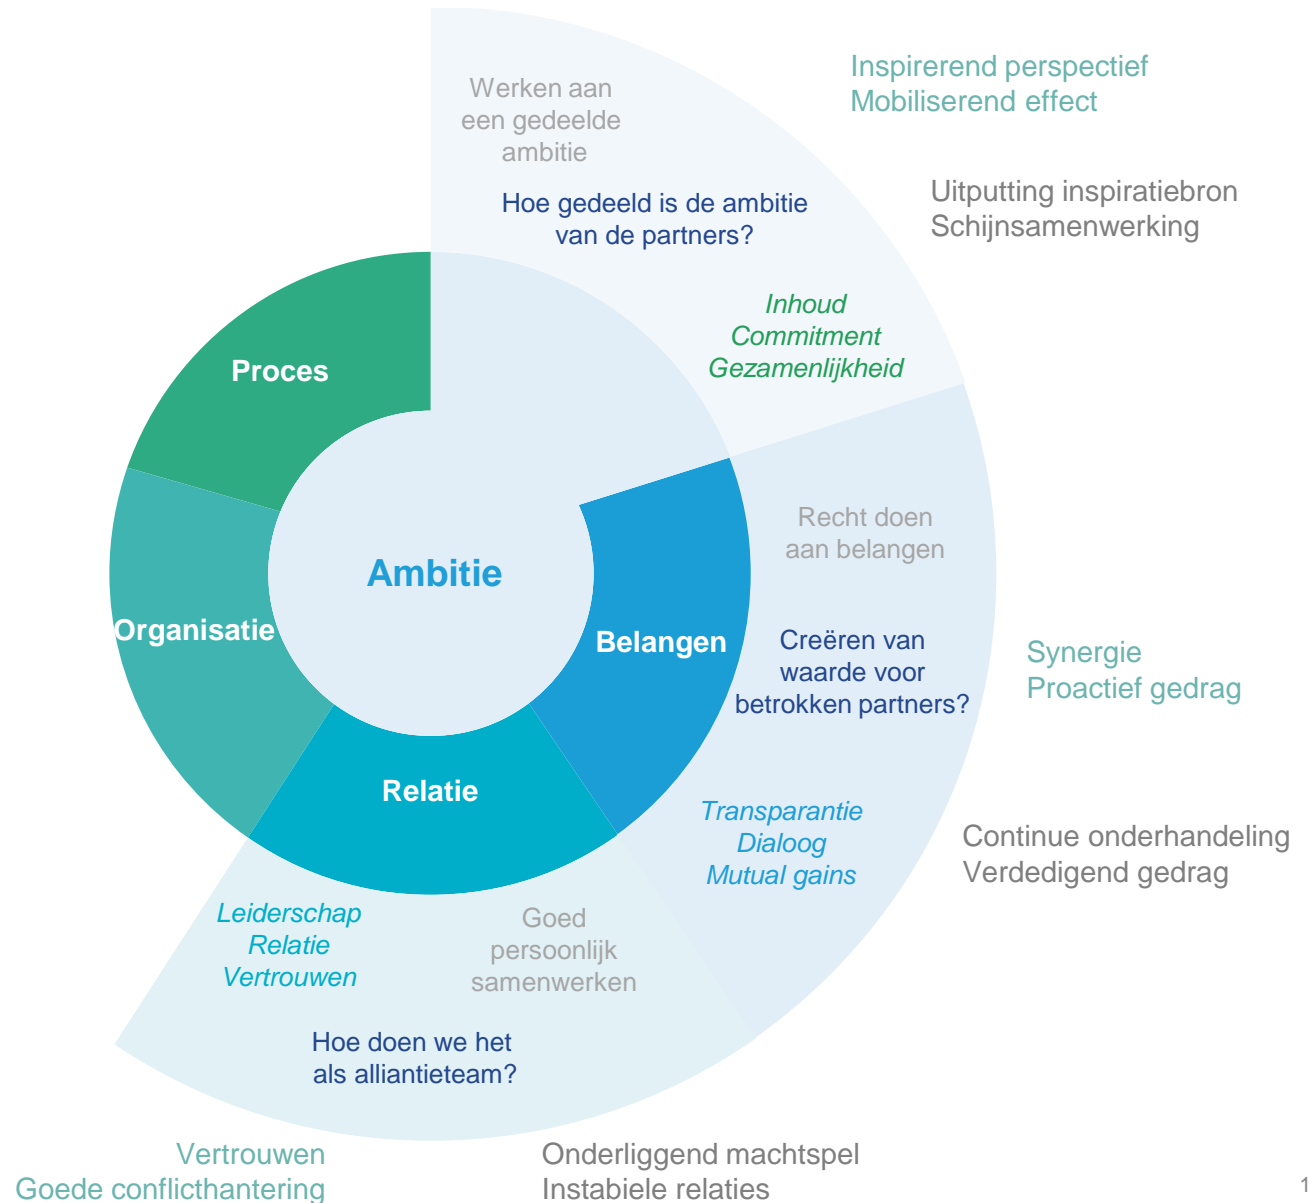 Inspirerend perspectief
Mobiliserend effect
Werken aan
een gedeelde
ambitie
Uitputting inspiratiebron
Schijnsamenwerking
Hoe gedeeld is de ambitie
van de partners?
Inhoud
Commitment
Gezamenlijkheid
Proces
Recht doen
aan belangen
Ambitie
Organisatie
Belangen
Creëren van
waarde voor
betrokken partners?
Synergie
Proactief gedrag
Relatie
Transparantie
Dialoog
Mutual gains
Continue onderhandeling
Verdedigend gedrag
Leiderschap
Relatie
Vertrouwen
Goed
persoonlijk
samenwerken
Hoe doen we het
als alliantieteam?
Vertrouwen
Goede conflicthantering
Onderliggend machtspel
Instabiele relaties
1